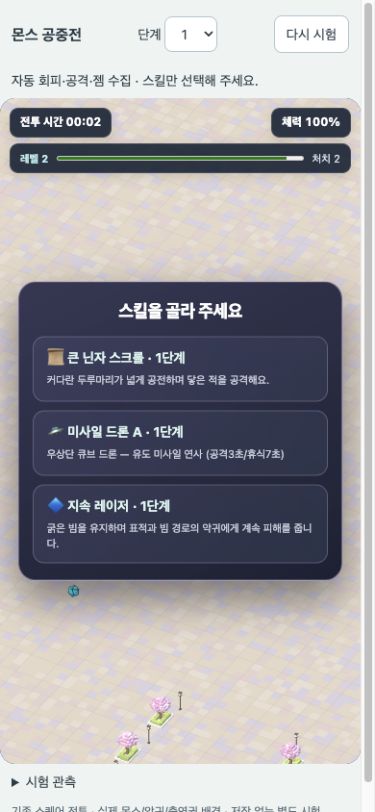 몬스 공중전
단계 1
다시 시험
자동 회피·공격·젬 수집 · 스킬만 선택해 주세요.
전투 시간 00:02
체력 100%
레벨 2
처치 2
스킬을 골라 주세요
큰 닌자 스크롤 · 1단계
커다란 두루마리가 넓게 공전하며 닿은 적을 공격해요.
미사일 드론 A · 1단계
우상단 큐브 드론 — 유도 미사일 연사 (공격3초/휴식7초)
지속 레이저 · 1단계
굵은 빔을 유지하며 표적과 빔 경로의 악귀에게 계속 피해를 줍니
다.
▶ 시험 관측